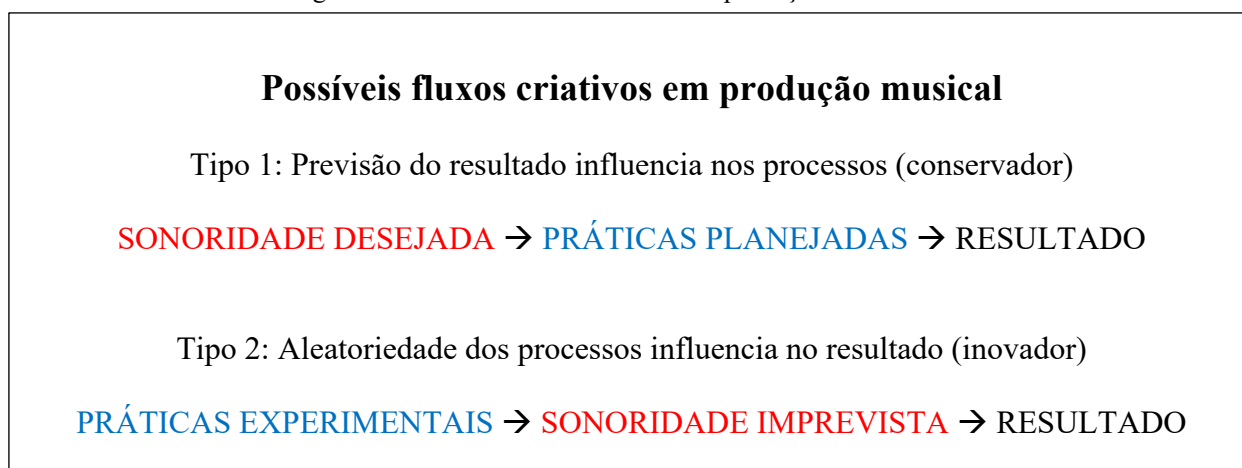 Possíveis fluxos criativos em produção musical
Tipo 1: Previsão do resultado influencia nos processos (conservador)
SONORIDADE DESEJADA → PRÁTICAS PLANEJADAS → RESULTADO
Tipo 2: Aleatoriedade dos processos influencia no resultado (inovador)
PRÁTICAS EXPERIMENTAIS → SONORIDADE IMPREVISTA → RESULTADO